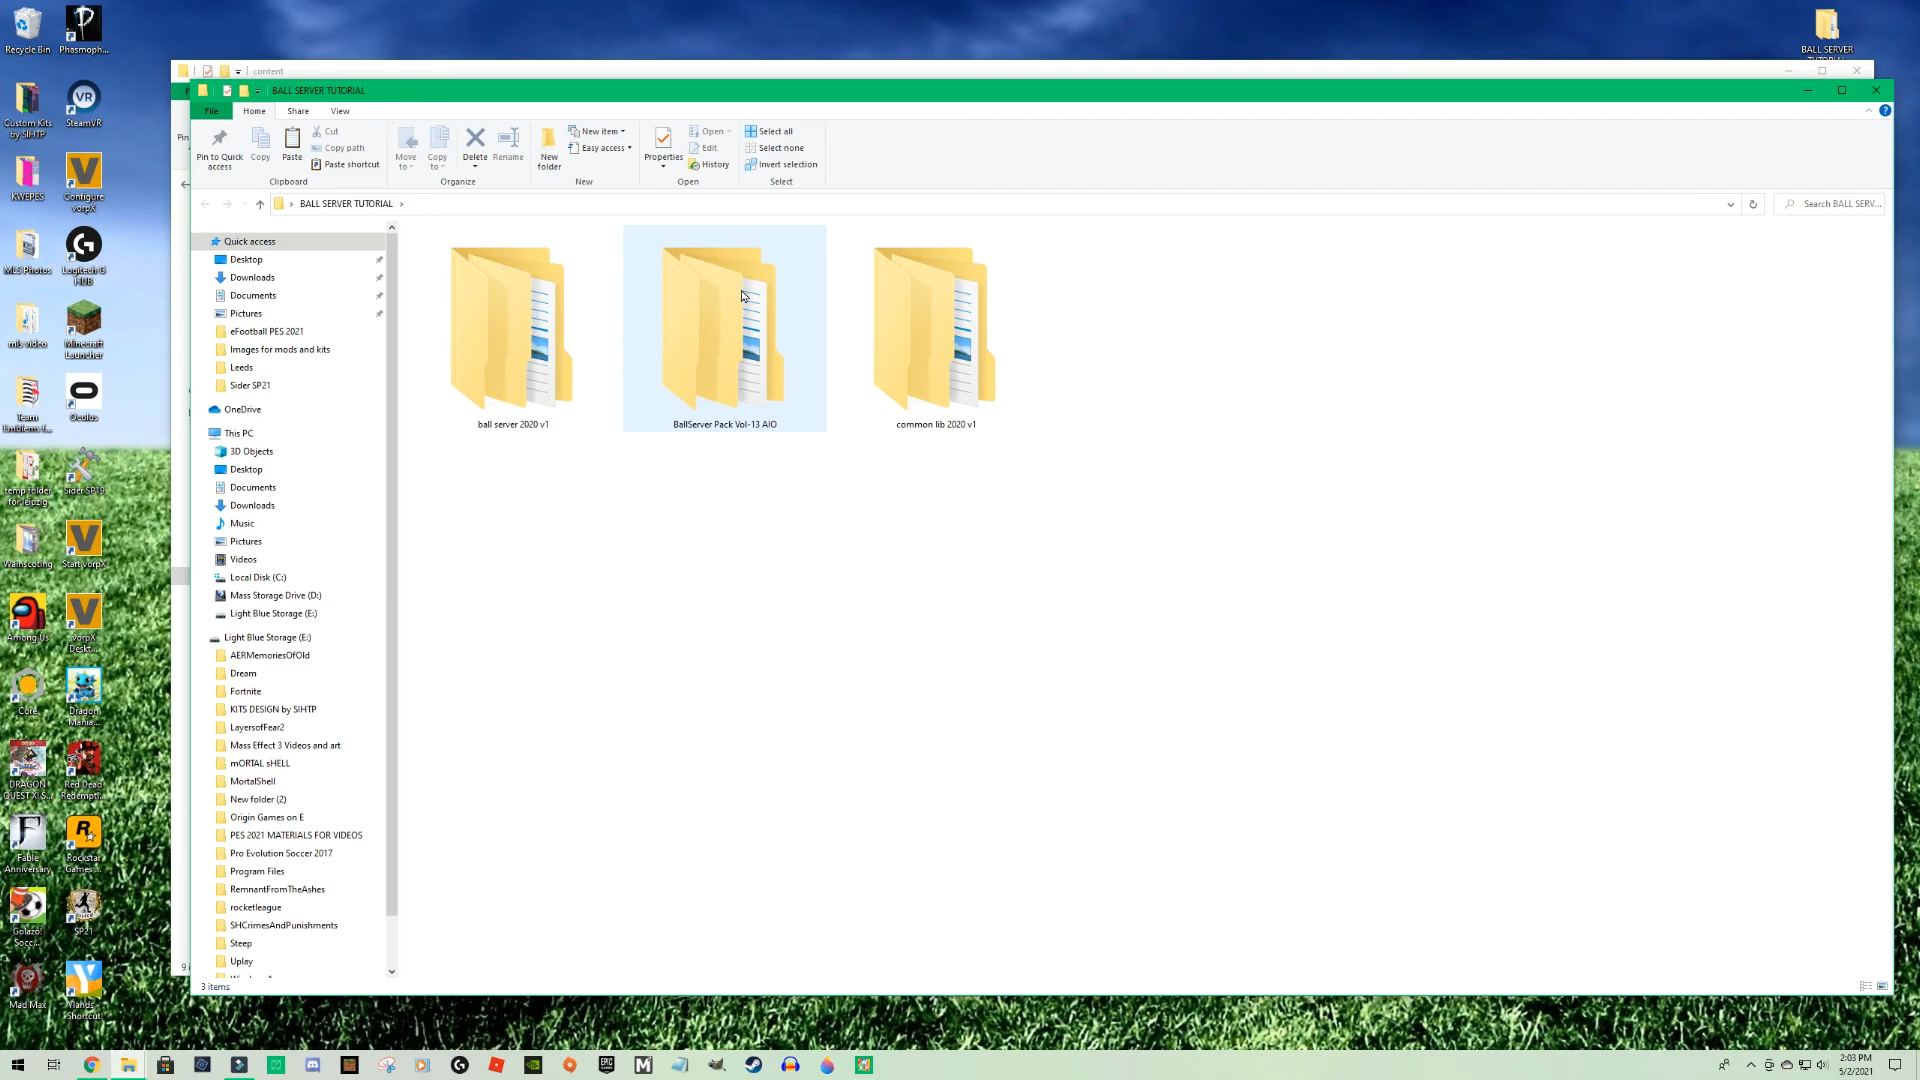 Recycle Bin
Phasmoph...
Custom Kits by SIHTP
SteamVR
KWEPES
Configure vorpX
MLS Photos
Logitech G HUB
mls video
Minecraft Launcher
Team Emblems f...
Oculus
temp folder for leipzig
Sider SP19
Wainscoting
Start vorpX
Among Us
vorpX Deskt...
Core
Dragon Mania...
DRAGON QUEST XI S...
Red Dead Redempti...
Fable Anniversary
Rockstar Games ...
Golazo! Socc...
SP21
Mad Max
Ylands - Shortcut
BALL SERVER TUTORIAL
content
BALL SERVER TUTORIAL
File
Home
Share
View
Pin to Quick access
Copy
Paste
Cut
Copy path
Paste shortcut
Clipboard
Move to
Copy to
Delete
Rename
Organize
New folder
New item
Easy access
New
Properties
Open
Edit
History
Open
Select all
Select none
Invert selection
Select
BALL SERVER TUTORIAL
Search BALL SERV...
Quick access
Desktop
Downloads
Documents
Pictures
eFootball PES 2021
Images for mods and kits
Leeds
Sider SP21
OneDrive
This PC
3D Objects
Desktop
Documents
Downloads
Music
Pictures
Videos
Local Disk (C:)
Mass Storage Drive (D:)
Light Blue Storage (E:)
Light Blue Storage (E:)
AERMemoriesOfOld
Dream
Fortnite
KITS DESIGN by SIHTP
LayersofFear2
Mass Effect 3 Videos and art
mORTAL sHELL
MortalShell
New folder (2)
Origin Games on E
PES 2021 MATERIALS FOR VIDEOS
Pro Evolution Soccer 2017
Program Files
RemnantFromTheAshes
rocketleague
SHCrimesAndPunishments
Steep
Uplay
ball server 2020 v1
BallServer Pack Vol-13 AIO
common lib 2020 v1
3 items
2:03 PM
5/2/2021